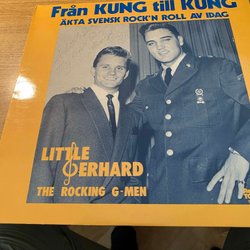 Från KUNG till KUNG
ÄKTA SVENSK ROCK'N ROLL AV IDAG
LITTLE
GERHARD
THE ROCKING G-MEN